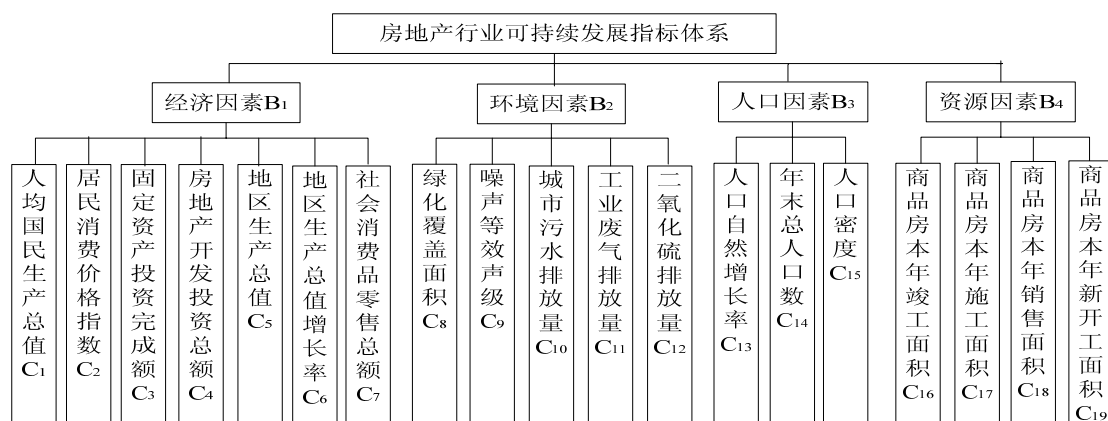 房地产行业可持续发展指标体系
经济因素B1
环境因素B2
人口因素B3
资源因素B4
人均国民生产总值C1
居民消费价格指数C2
固定资产投资完成额C3
房地产开发投资总额C4
地区生产总值C5
地区生产总值增长率C6
社会消费品零售总额C7
绿化覆盖面积C8
噪声等效声级C9
城市污水排放量C10
工业废气排放量C11
二氧化硫排放量C12
人口自然增长率C13
年末总人口数C14
人口密度C15
商品房本年竣工面积C16
商品房本年施工面积C17
商品房本年销售面积C18
商品房本年新开工面积C19